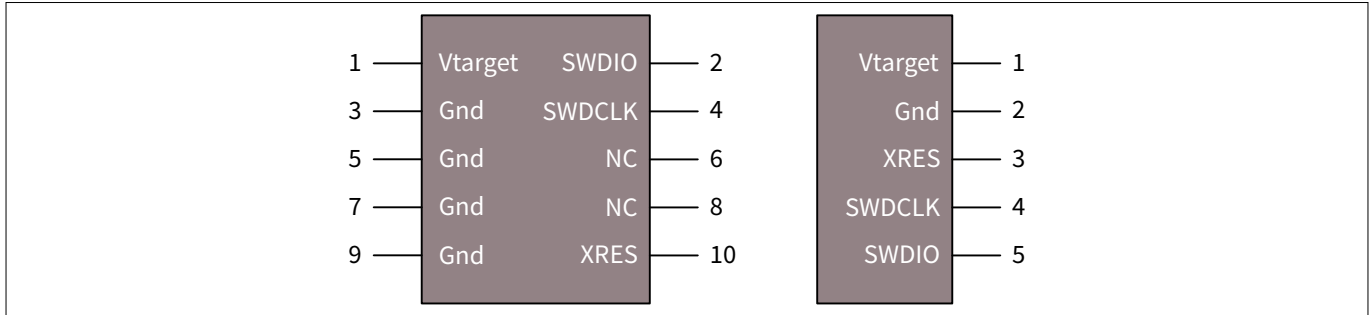 1 Vtarget SWDIO 2
3 Gnd SWDCLK 4
5 Gnd NC 6
7 Gnd NC 8
9 Gnd XRES 10
Vtarget 1
Gnd 2
XRES 3
SWDCLK 4
SWDIO 5